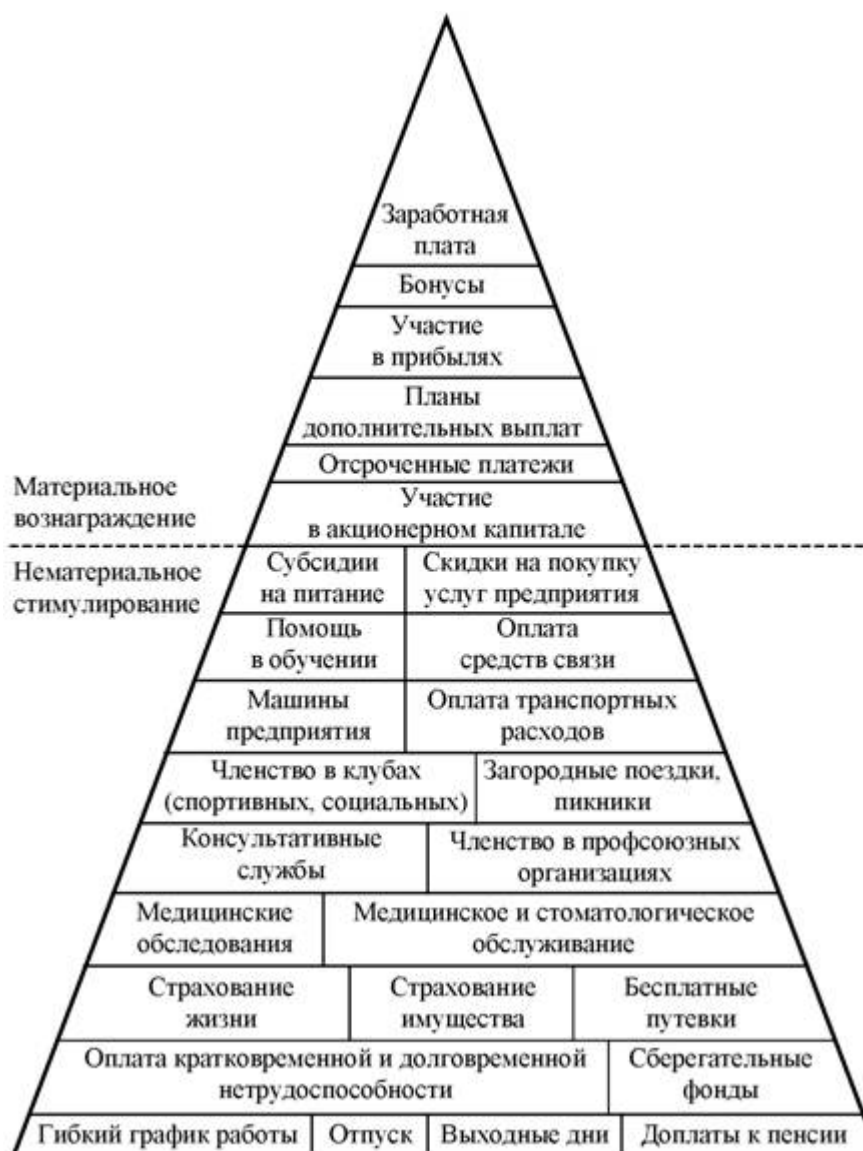 Заработная
плата
Бонусы
Участие
в прибылях
Планы
дополнительных выплат
Отсроченные платежи
Материальное
вознаграждение
Участие
в акционерном капитале
Нематериальное
стимулирование
Субсидии
на питание
Скидки на покупку
услуг предприятия
Помощь
в обучении
Оплата
средств связи
Машины
предприятия
Оплата транспортных
расходов
Членство в клубах
(спортивных, социальных)
Загородные поездки,
пикники
Консультативные
службы
Членство в профсоюзных
организациях
Медицинские
обследования
Медицинское и стоматологическое
обслуживание
Страхование
жизни
Страхование
имущества
Бесплатные
путевки
Оплата кратковременной и долговременной
нетрудоспособности
Сберегательные
фонды
Гибкий график работы
Отпуск
Выходные дни
Доплаты к пенсии